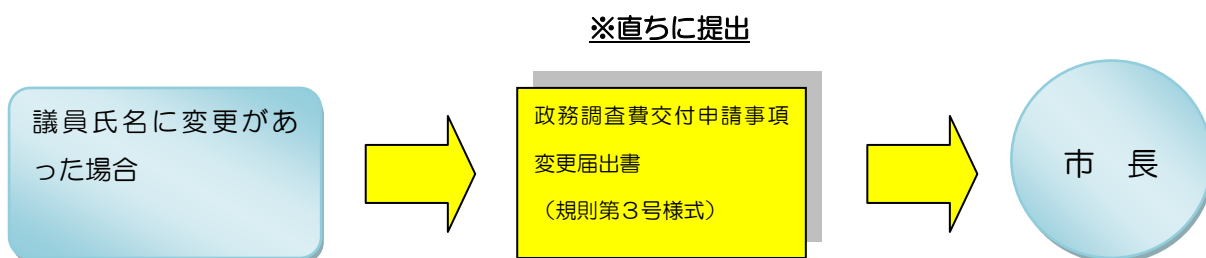 ※直ちに提出
議員氏名に変更があ
った場合
政務調査費交付申請事項
変更届出書
（規則第３号様式）
市　長